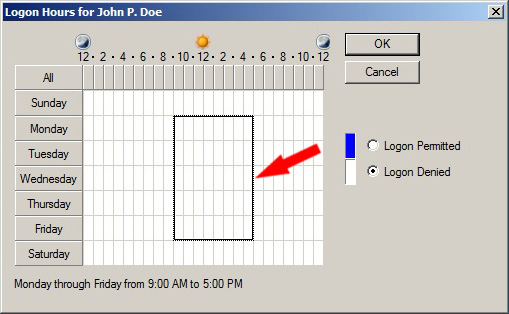 Logon Hours for John P. Doe
12 · 2 · 4 · 6 · 8 · 10 · 12 · 2 · 4 · 6 · 8 · 10 · 12
OK
Cancel
All
Sunday
Monday
Tuesday
Wednesday
Thursday
Friday
Saturday
Logon Permitted
Logon Denied
Monday through Friday from 9:00 AM to 5:00 PM